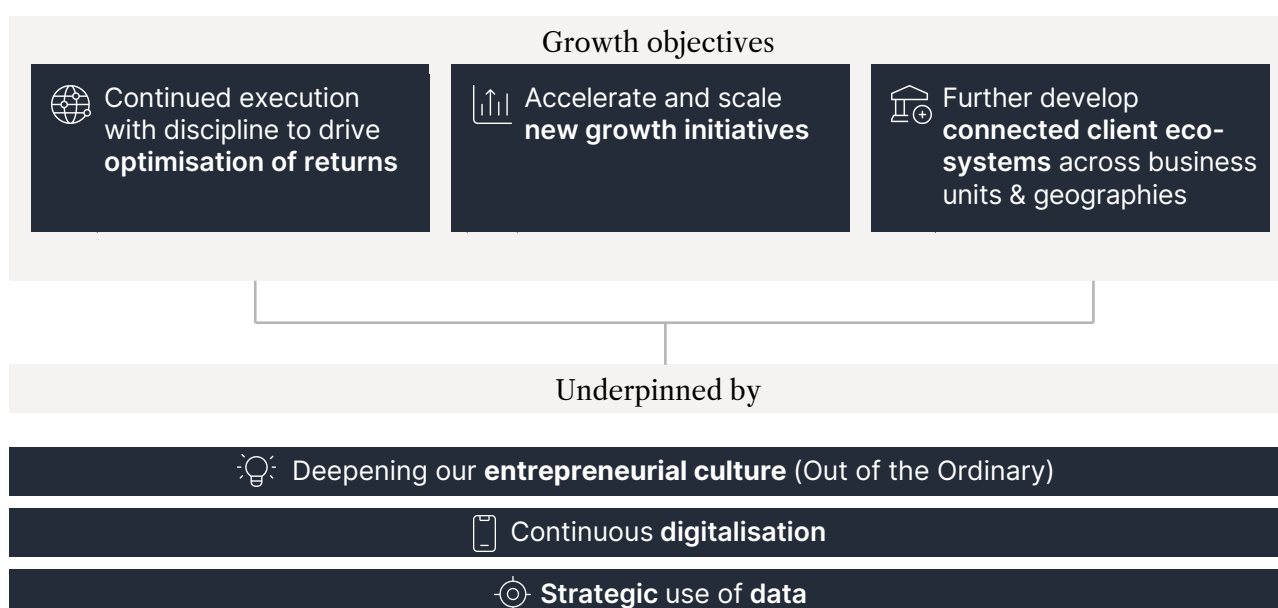 Growth objectives
Continued execution
with discipline to drive
optimisation of returns
Accelerate and scale
new growth initiatives
Further develop
connected client eco-
systems across business
units & geographies
Underpinned by
Deepening our entrepreneurial culture (Out of the Ordinary)
Continuous digitalisation
Strategic use of data